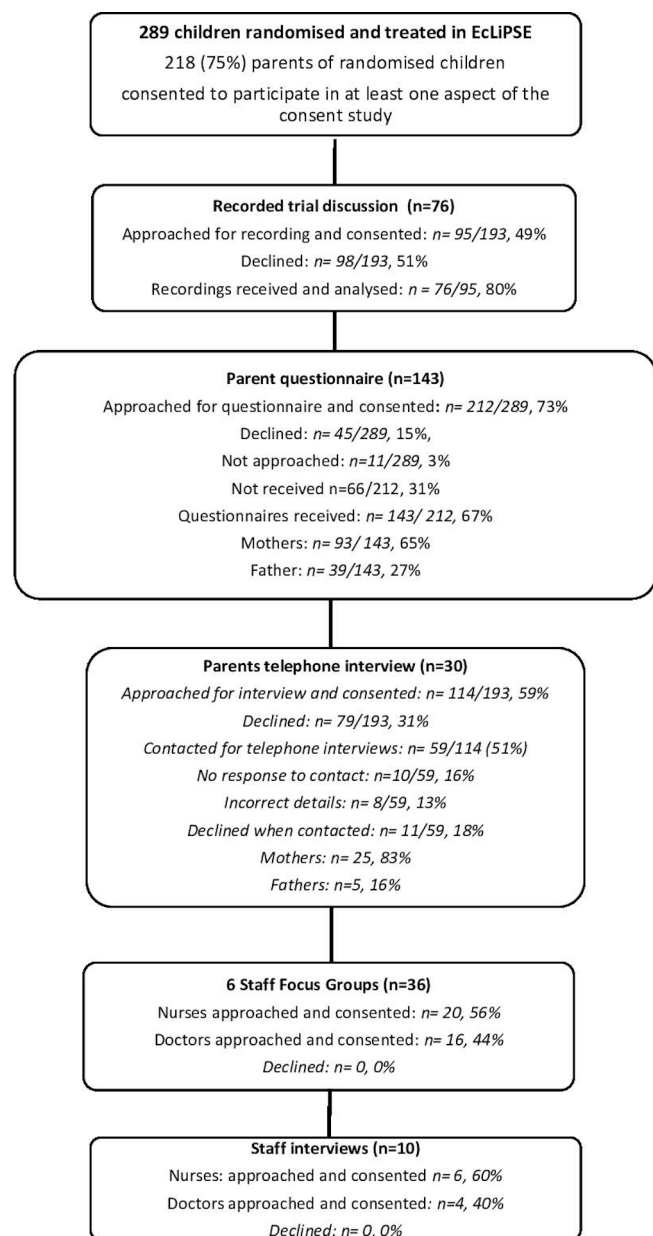 289 children randomised and treated in EcLiPSE
218 (75%) parents of randomised children
consented to participate in at least one aspect of the
consent study
Recorded trial discussion (n=76)
Approached for recording and consented: n= 95/193, 49%
Declined: n= 98/193, 51%
Recordings received and analysed: n = 76/95, 80%
Parent questionnaire (n=143)
Approached for questionnaire and consented: n= 212/289, 73%
Declined: n= 45/289, 15%,
Not approached: n=11/289, 3%
Not received n=66/212, 31%
Questionnaires received: n= 143/ 212, 67%
Mothers: n= 93/ 143, 65%
Father: n= 39/143, 27%
Parents telephone interview (n=30)
Approached for interview and consented: n= 114/193, 59%
Declined: n= 79/193, 31%
Contacted for telephone interviews: n= 59/114 (51%)
No response to contact: n=10/59, 16%
Incorrect details: n= 8/59, 13%
Declined when contacted: n= 11/59, 18%
Mothers: n= 25, 83%
Fathers: n=5, 16%
6 Staff Focus Groups (n=36)
Nurses approached and consented: n= 20, 56%
Doctors approached and consented: n= 16, 44%
Declined: n= 0, 0%
Staff interviews (n=10)
Nurses: approached and consented n= 6, 60%
Doctors approached and consented: n=4, 40%
Declined: n= 0, 0%